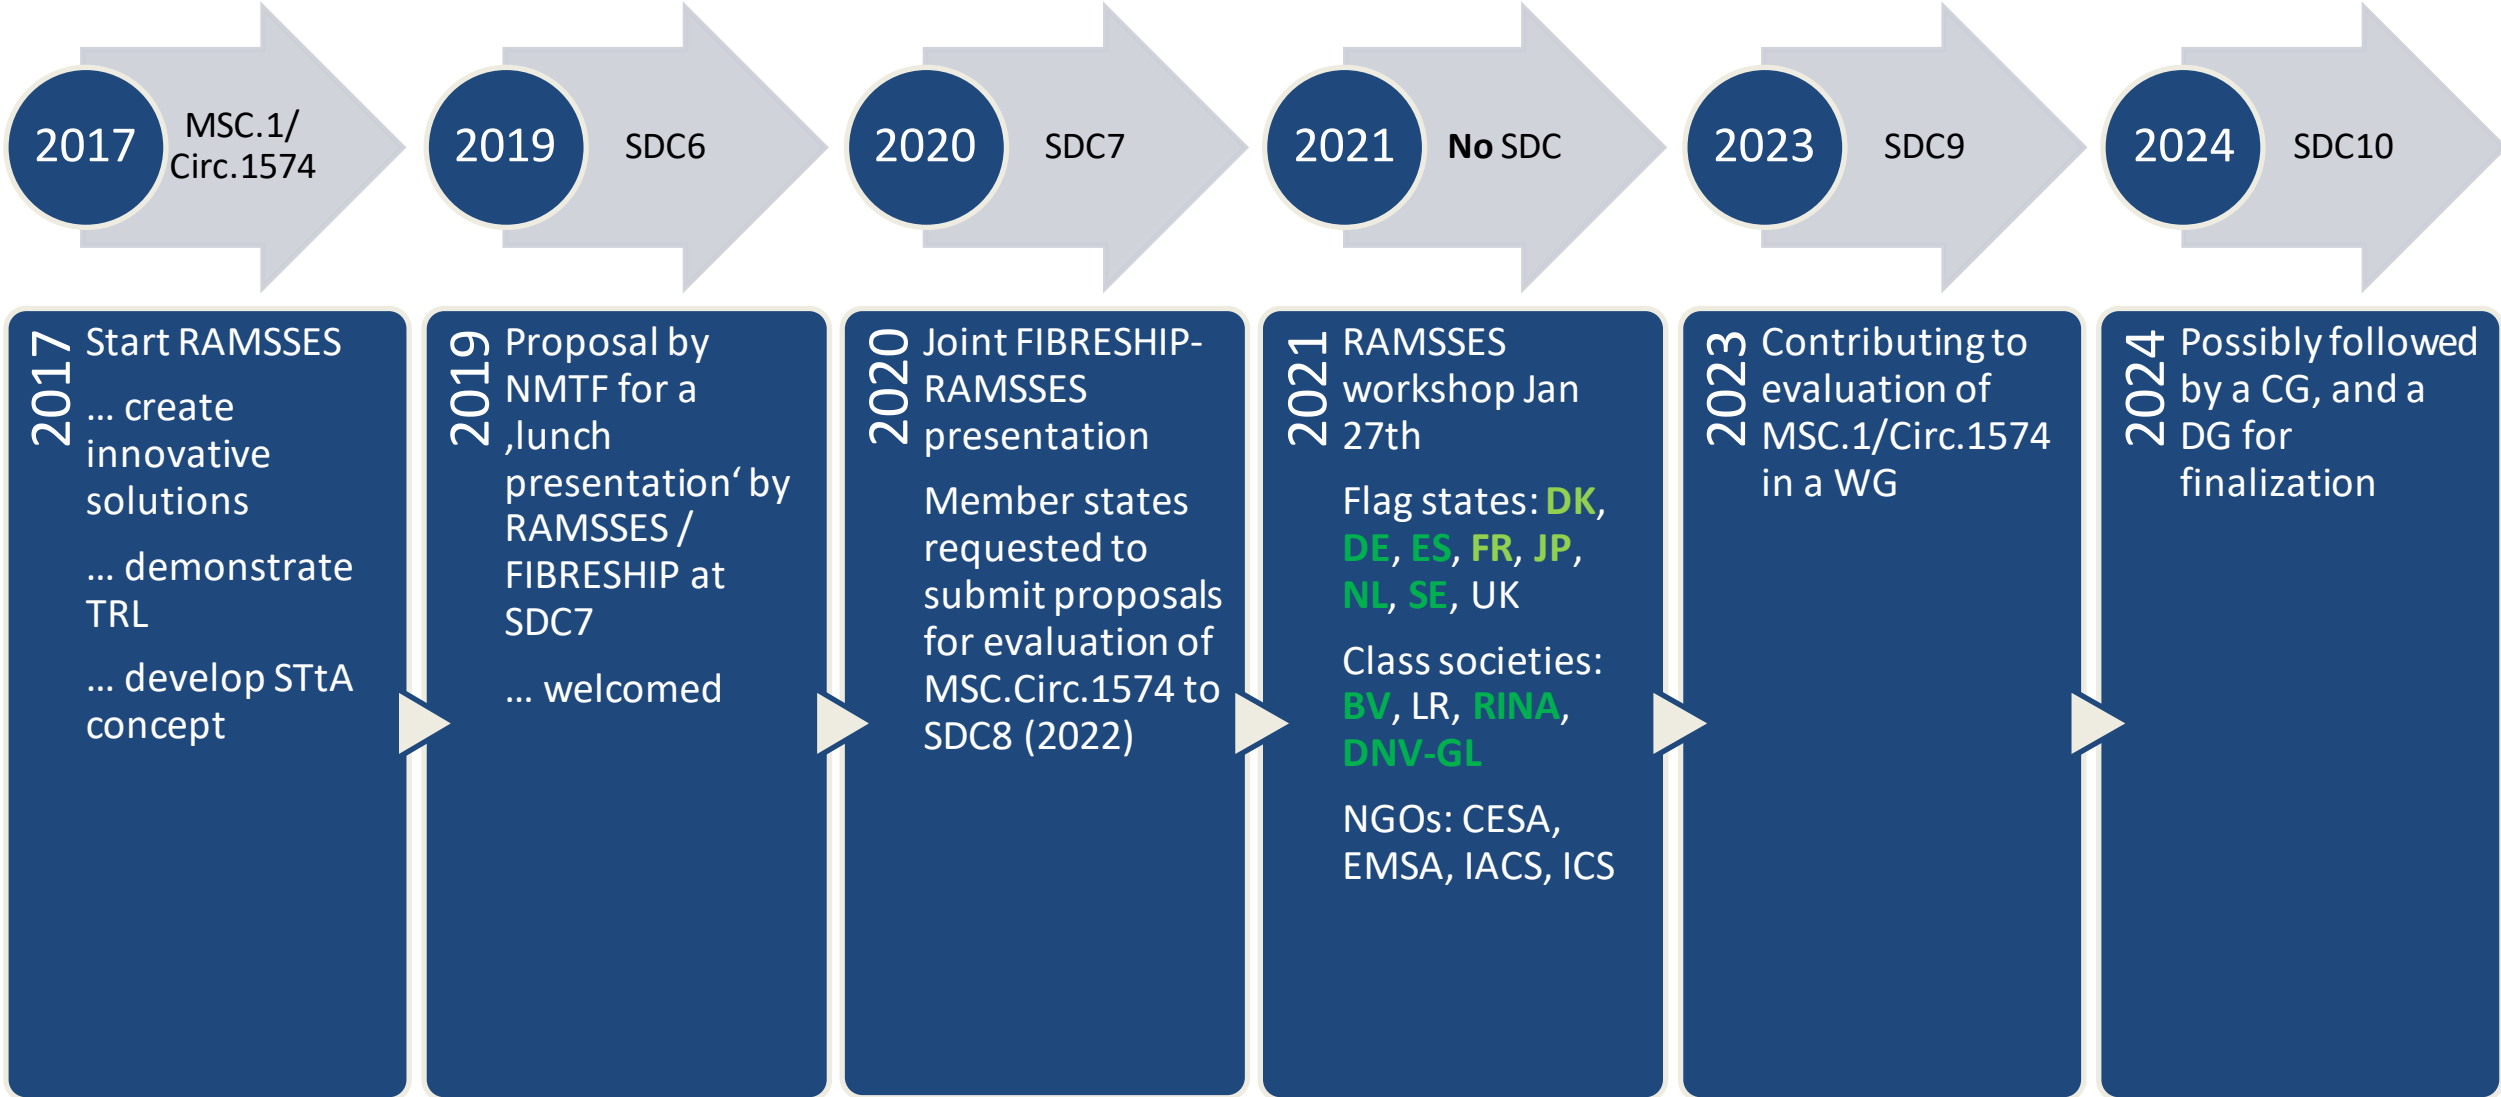 2017
MSC.1/
Circ.1574
2019
SDC6
2020
SDC7
2021
No SDC
2023
SDC9
2024
SDC10
2017
Start RAMSSES
... create
innovative
solutions
... demonstrate
TRL
... develop STtA
concept
2019
Proposal by
NMTF for a
‚lunch
presentation‘ by
RAMSSES /
FIBRESHIP at
SDC7
... welcomed
2020
Joint FIBRESHIP-
RAMSSES
presentation
Member states
requested to
submit proposals
for evaluation of
MSC.Circ.1574 to
SDC8 (2022)
2021
RAMSSES
workshop Jan
27th
Flag states: DK,
DE, ES, FR, JP,
NL, SE, UK
Class societies:
BV, LR, RINA,
DNV-GL
NGOs: CESA,
EMSA, IACS, ICS
2023
Contributing to
evaluation of
MSC.1/Circ.1574
in a WG
2024
Possibly followed
by a CG, and a
DG for
finalization